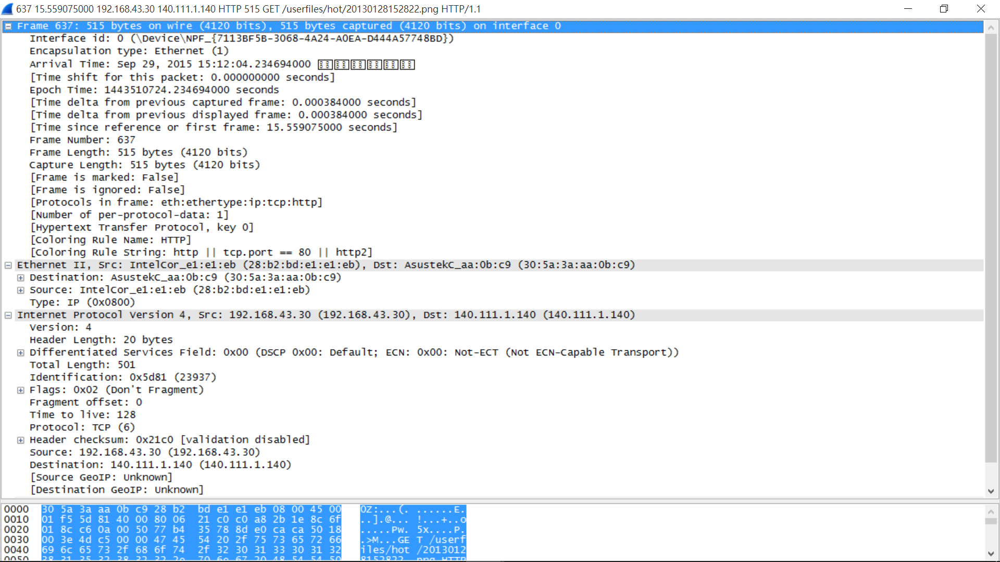 637 15.559075000 192.168.43.30 140.111.1.140 HTTP 515 GET /userfiles/hot/20130128152822.png HTTP/1.1
Frame 637: 515 bytes on wire (4120 bits), 515 bytes captured (4120 bits) on interface 0
Interface id: 0 (\Device\NPF_{7113BF5B-3068-4A24-A0EA-D444A57748BD})
Encapsulation type: Ethernet (1)
Arrival Time: Sep 29, 2015 15:12:04.234694000
[Time shift for this packet: 0.000000000 seconds]
Epoch Time: 1443510724.234694000 seconds
[Time delta from previous captured frame: 0.000384000 seconds]
[Time delta from previous displayed frame: 0.000384000 seconds]
[Time since reference or first frame: 15.559075000 seconds]
Frame Number: 637
Frame Length: 515 bytes (4120 bits)
Capture Length: 515 bytes (4120 bits)
[Frame is marked: False]
[Frame is ignored: False]
[Protocols in frame: eth:ethertype:ip:tcp:http]
[Number of per-protocol-data: 1]
[Hypertext Transfer Protocol, key 0]
[Coloring Rule Name: HTTP]
[Coloring Rule String: http || tcp.port == 80 || http2]
Ethernet II, Src: IntelCor_e1:e1:eb (28:b2:bd:e1:e1:eb), Dst: AsustekC_aa:0b:c9 (30:5a:3a:aa:0b:c9)
Destination: AsustekC_aa:0b:c9 (30:5a:3a:aa:0b:c9)
Source: IntelCor_e1:e1:eb (28:b2:bd:e1:e1:eb)
Type: IP (0x0800)
Internet Protocol Version 4, Src: 192.168.43.30 (192.168.43.30), Dst: 140.111.1.140 (140.111.1.140)
Version: 4
Header Length: 20 bytes
Differentiated Services Field: 0x00 (DSCP 0x00: Default; ECN: 0x00: Not-ECT (Not ECN-Capable Transport))
Total Length: 501
Identification: 0x5d81 (23937)
Flags: 0x02 (Don't Fragment)
Fragment offset: 0
Time to live: 128
Protocol: TCP (6)
Header checksum: 0x21c0 [validation disabled]
Source: 192.168.43.30 (192.168.43.30)
Destination: 140.111.1.140 (140.111.1.140)
[Source GeoIP: Unknown]
[Destination GeoIP: Unknown]
0000 30 5a 3a aa 0b c9 28 b2 bd e1 e1 eb 08 00 45 00 0Z:...(. ......E.
0010 01 f5 5d 81 40 00 80 06 21 c0 c0 a8 2b 1e 8c 6f ..].@... !...+..o
0020 01 8c c6 0a 00 50 77 b4 35 78 8d e0 ca ca 50 18 .....Pw. 5x....P.
0030 00 3e 4d c5 00 00 47 45 54 20 2f 75 73 65 72 66 .>M...GE T /userf
0040 69 6c 65 73 2f 68 6f 74 2f 32 30 31 33 30 31 32 iles/hot /2013012
0050 38 31 35 32 38 32 32 2e 70 6e 67 20 48 54 54 50 8152822. png HTTP